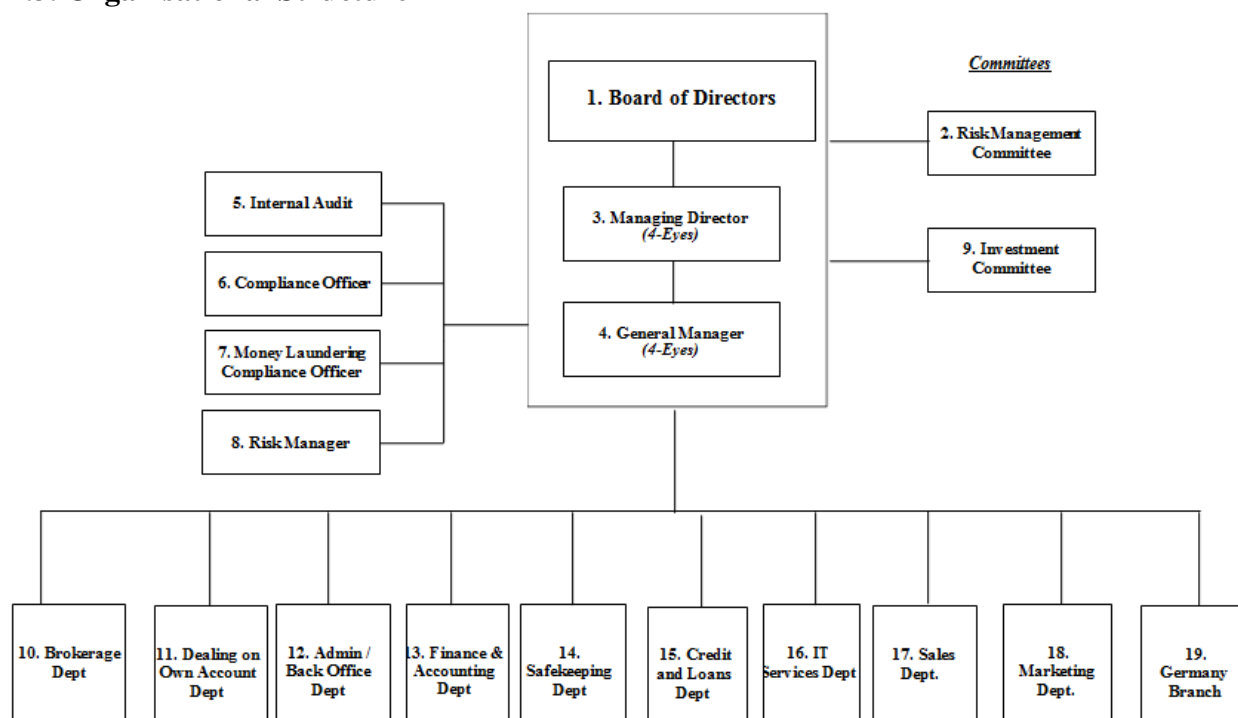 1. Board of Directors
Committees
2. Risk Management
Committee
5. Internal Audit
3. Managing Director
(4-Eyes)
9. Investment
Committee
6. Compliance Officer
4. General Manager
(4-Eyes)
7. Money Laundering
Compliance Officer
8. Risk Manager
10. Brokerage
Dept
11. Dealing on
Own Account
Dept
12. Admin /
Back Office
Dept
13. Finance &
Accounting
Dept
14.
Safekeeping
Dept
15. Credit
and Loans
Dept
16. IT
Services Dept
17. Sales
Dept.
18.
Marketing
Dept.
19.
Germany
Branch